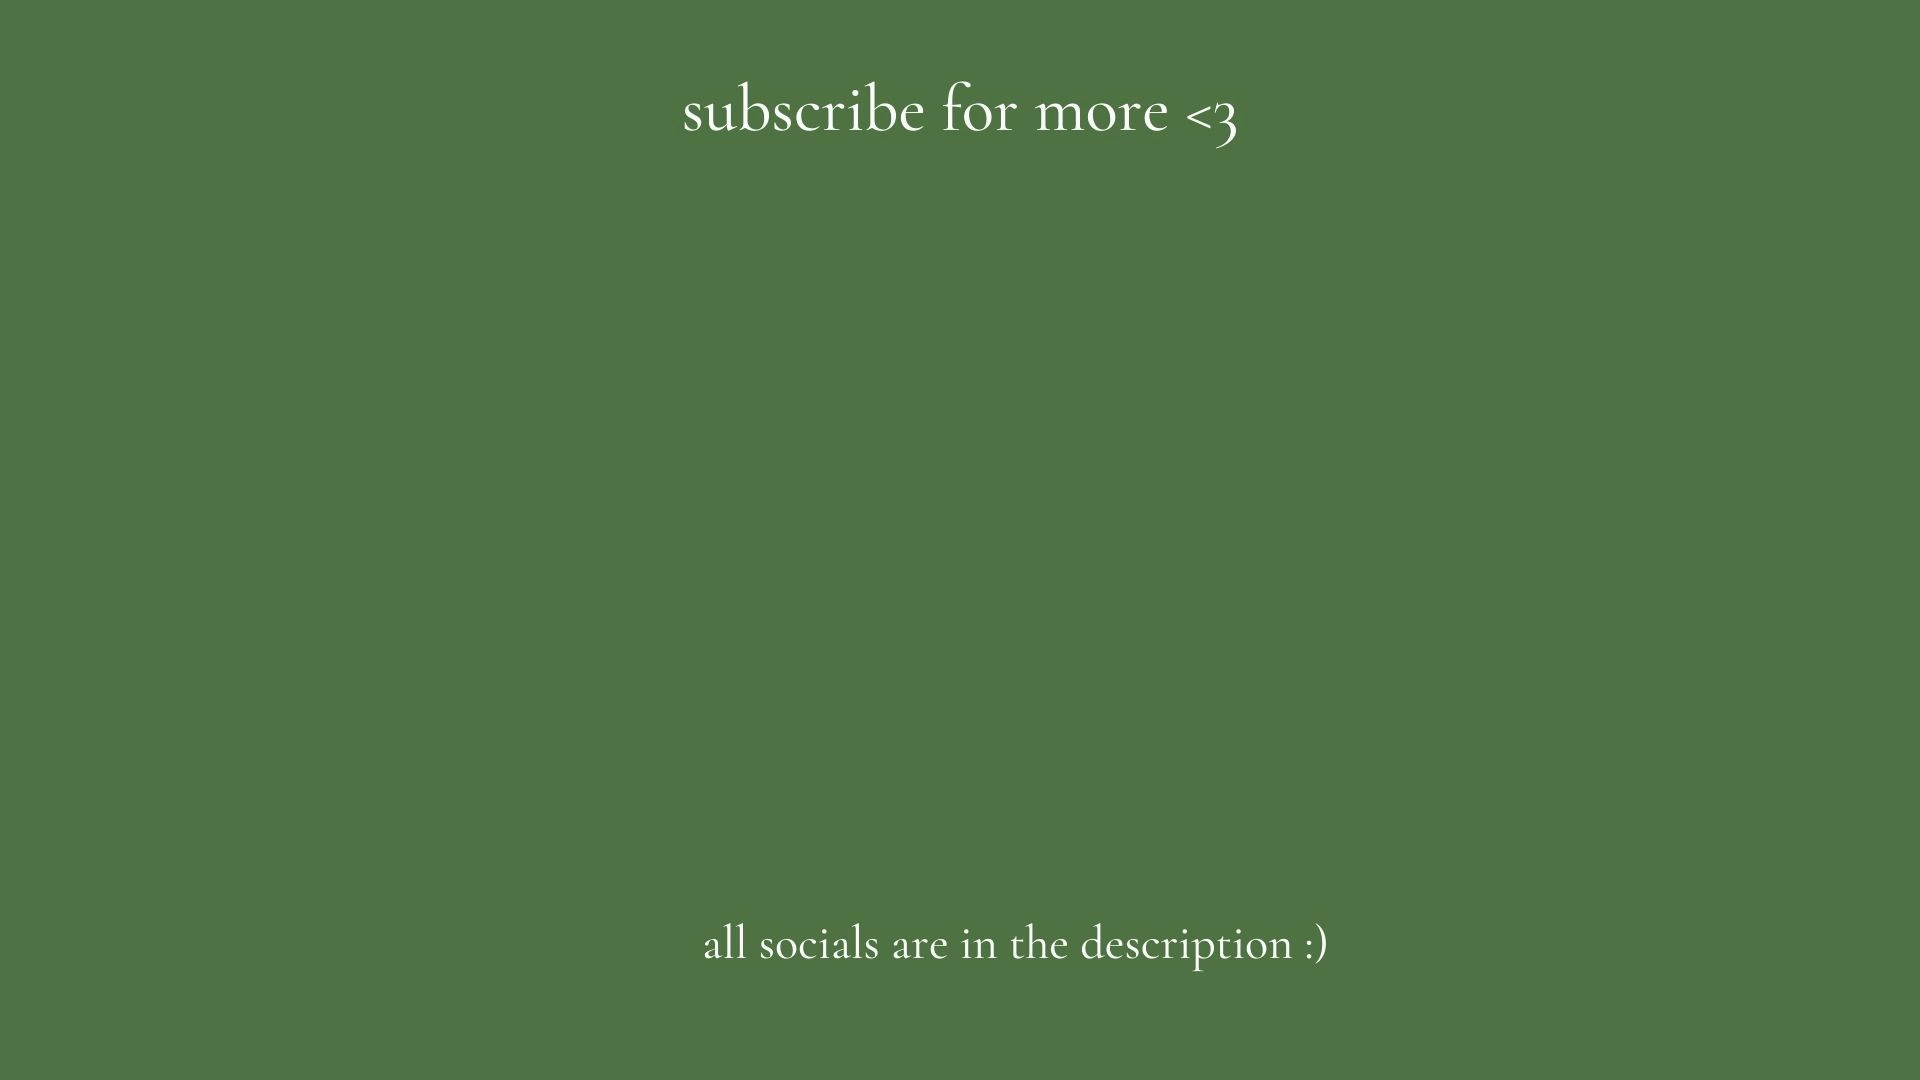 subscribe for more <3
all socials are in the description :)